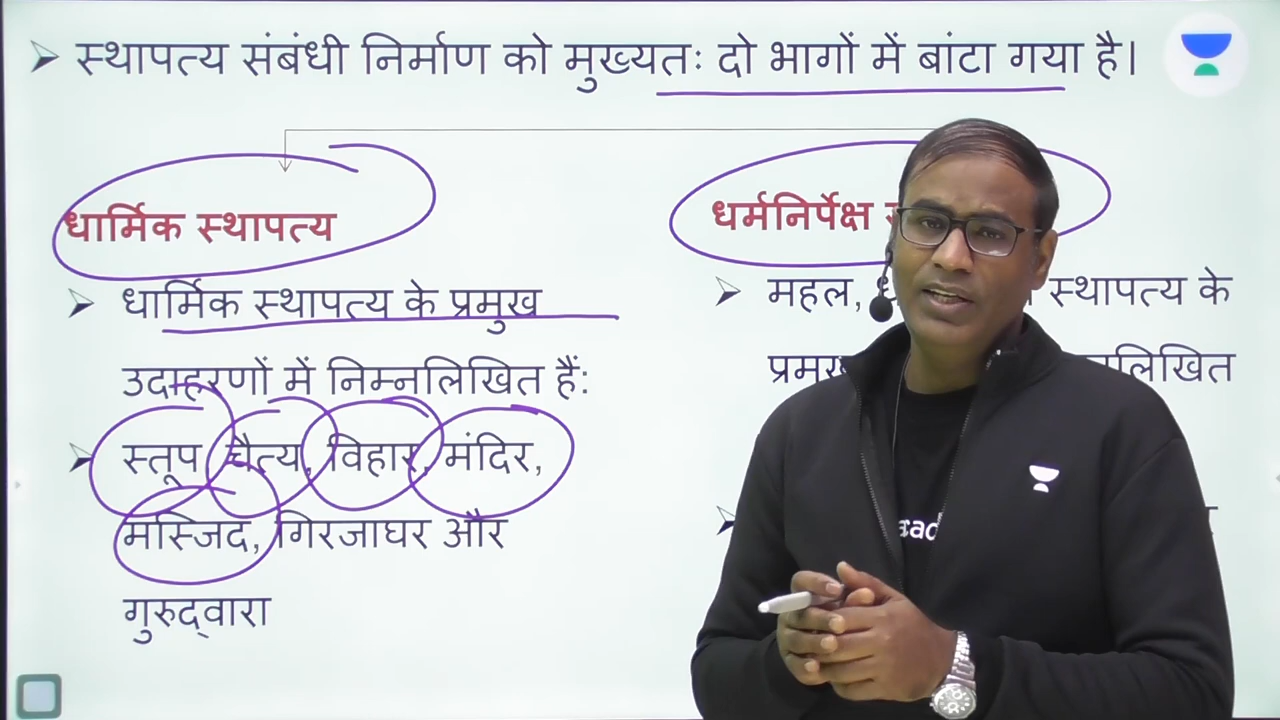 स्थापत्य संबंधी निर्माण को मुख्यतः दो भागों में बांटा गया है।
धार्मिक स्थापत्य
धार्मिक स्थापत्य के प्रमुख
उदाहरणों में निम्नलिखित हैं:
स्तूप, चैत्य, विहार, मंदिर,
मस्जिद, गिरजाघर और
गुरुद्वारा
धर्मनिर्पेक्ष
महल, स्थापत्य के